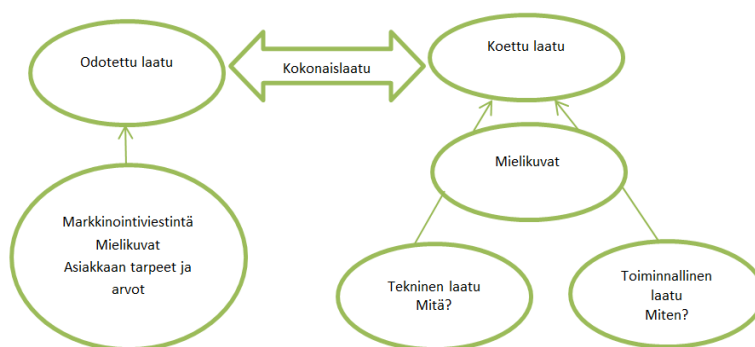 Odotettu laatu
Kokonaislaatu
Koettu laatu
Mielikuvat
Markkinointiviestintä
Mielikuvat
Asiakkaan tarpeet ja
arvot
Tekninen laatu
Mitä?
Toiminnallinen
laatu
Miten?